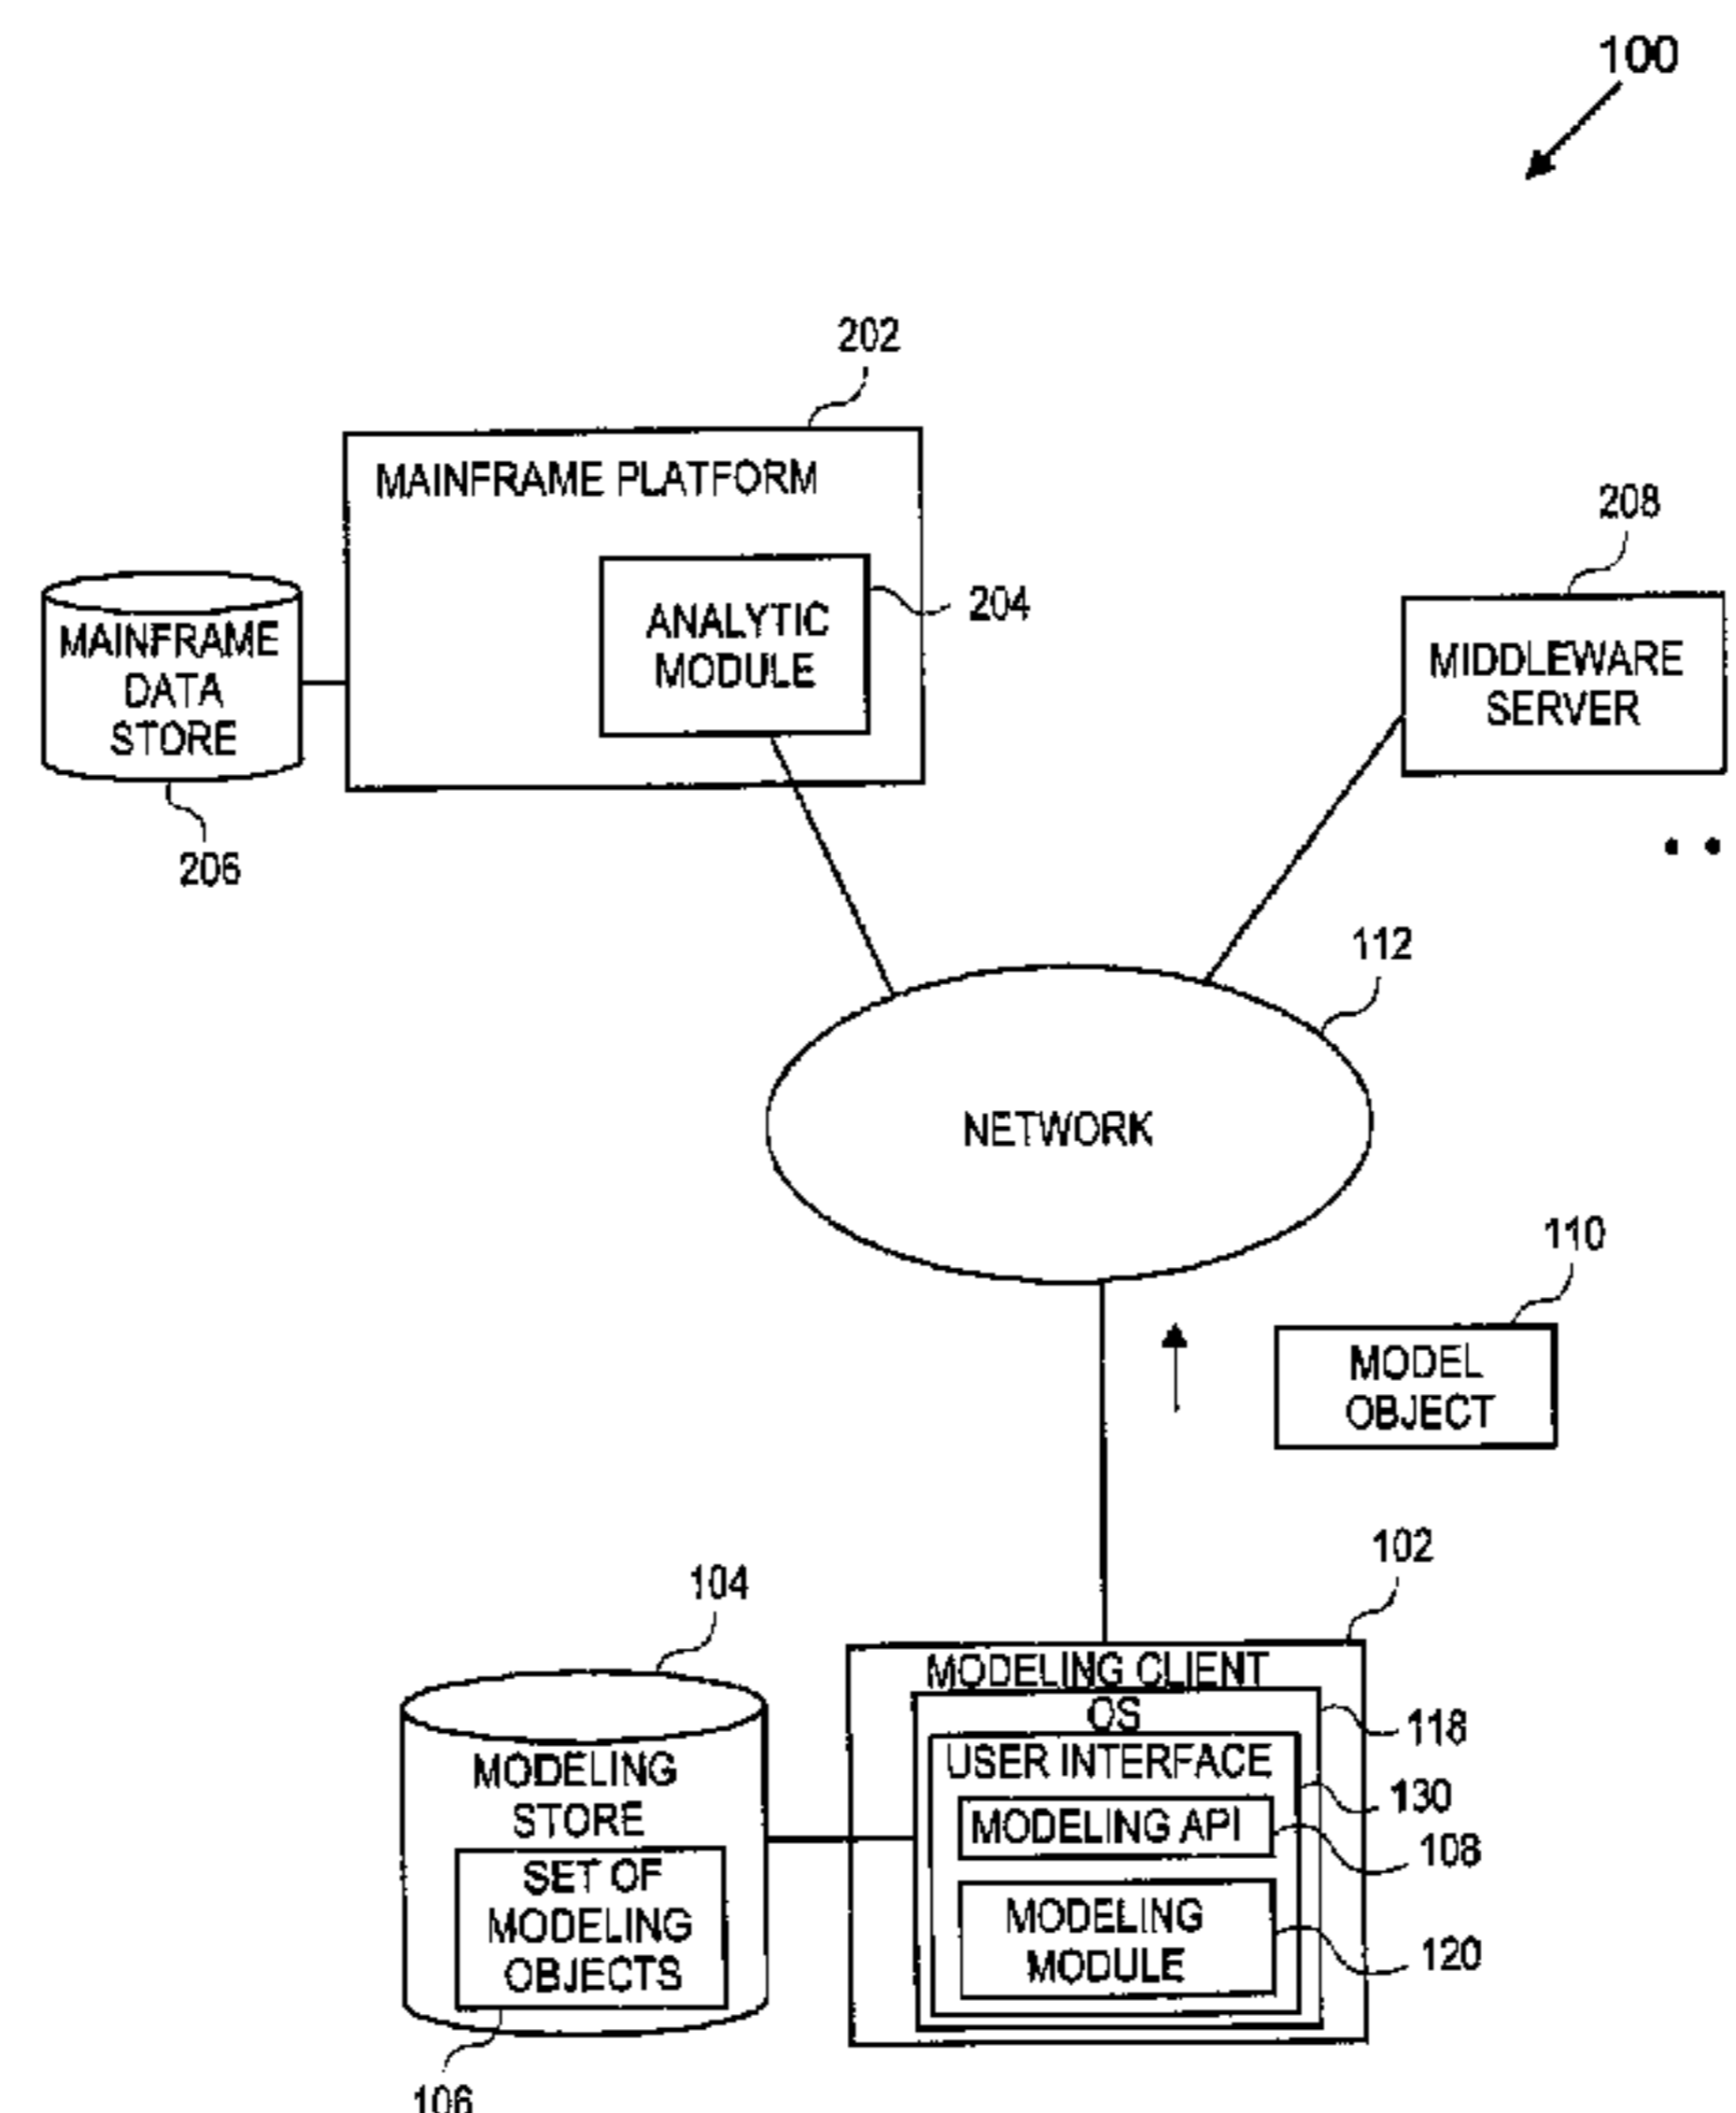 100
202
MAINFRAME PLATFORM
208
204
ANALYTIC
MODULE
MAINFRAME
DATA
STORE
MIDDLEWARE
SERVER
206
112
NETWORK
110
MODEL
OBJECT
102
104
MODELING CLIENT
OS
118
USER INTERFACE
130
MODELING API
108
MODELING
STORE
SET OF
MODELING
OBJECTS
MODELING
MODULE
120
106